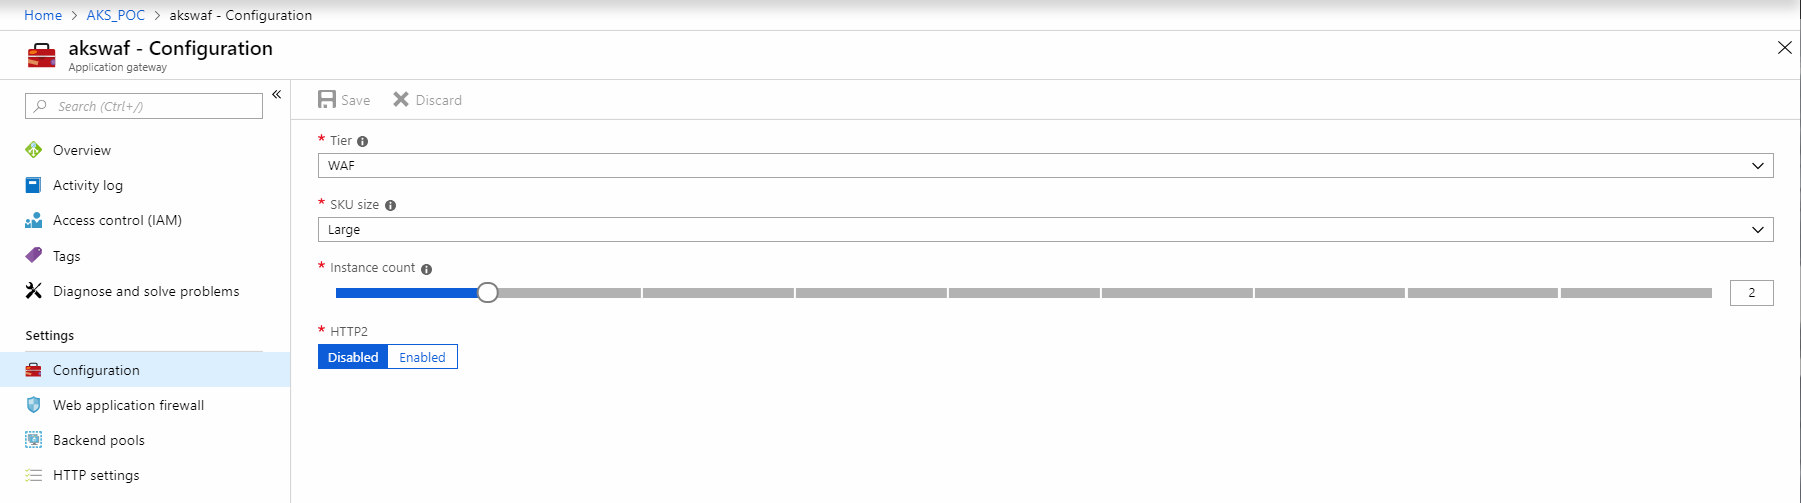 Home > AKS_POC > akswaf - Configuration
akswaf - Configuration
Application gateway
Search (Ctrl+/)
«
Overview
Activity log
Access control (IAM)
Tags
Diagnose and solve problems
Settings
Configuration
Web application firewall
Backend pools
HTTP settings
Save Discard
* Tier
WAF
* SKU size
Large
* Instance count
2
* HTTP2
Disabled Enabled